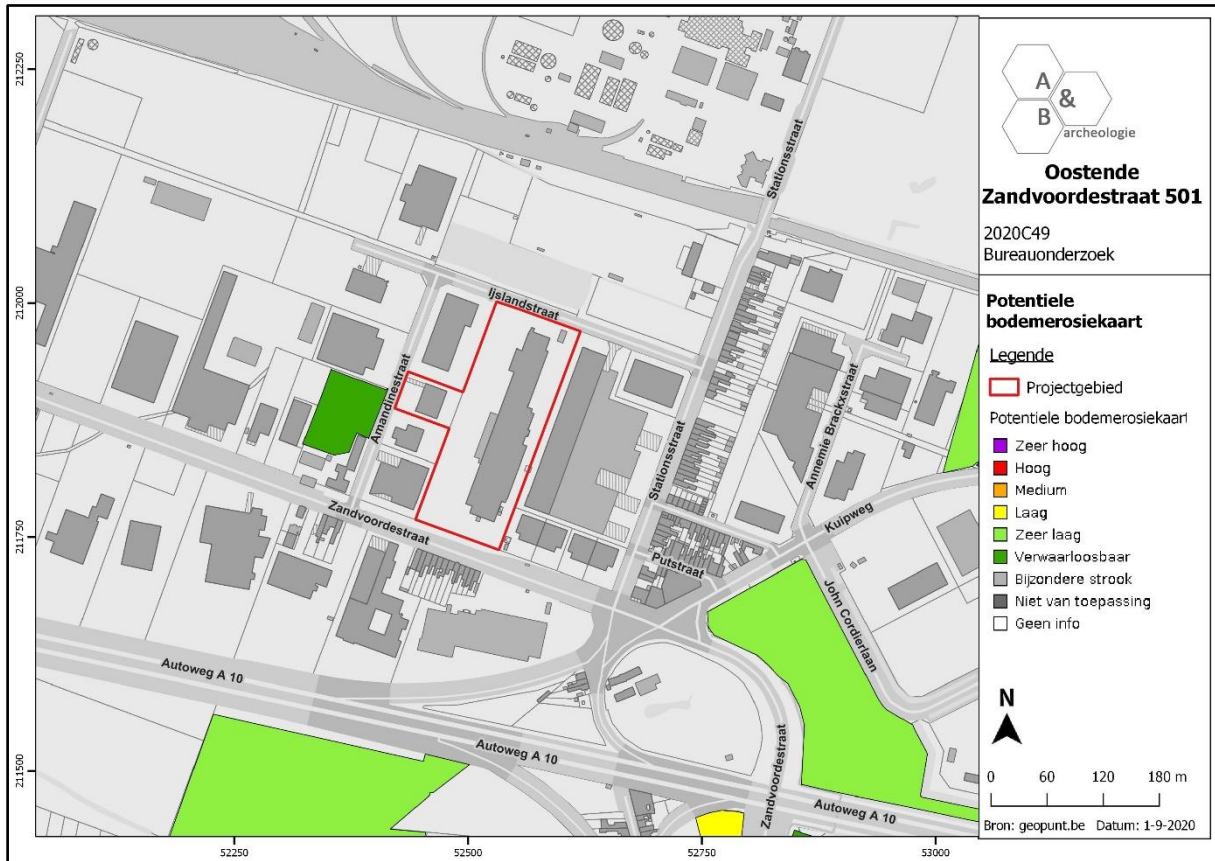 212250
212000
211750
211500
52250
52500
52750
53000
Stationsstraat
Ijslandstraat
Amandinestraat
Stationsstraat
Annemie Brackxstraat
Zandvoordestraat
Kuipweg
Putstraat
John Cordierlaan
Autoweg A 10
Autoweg A 10
Zandvoordestraat
Autoweg A 10
A
&
B
archeologie
Oostende
Zandvoordestraat 501
2020C49
Bureauonderzoek
Potentiele
bodemerosiekaart
Legende
Projectgebied
Potentiele bodemerosiekaart
Zeer hoog
Hoog
Medium
Laag
Zeer laag
Verwaarloosbaar
Bijzondere strook
Niet van toepassing
Geen info
N
0 60 120 180 m
Bron: geopunt.be Datum: 1-9-2020